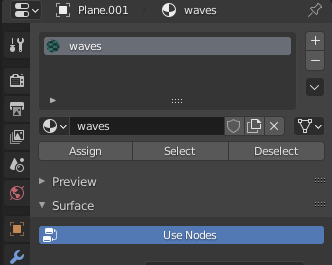 Plane.001 waves
waves
waves
Assign Select Deselect
Preview
Surface
Use Nodes